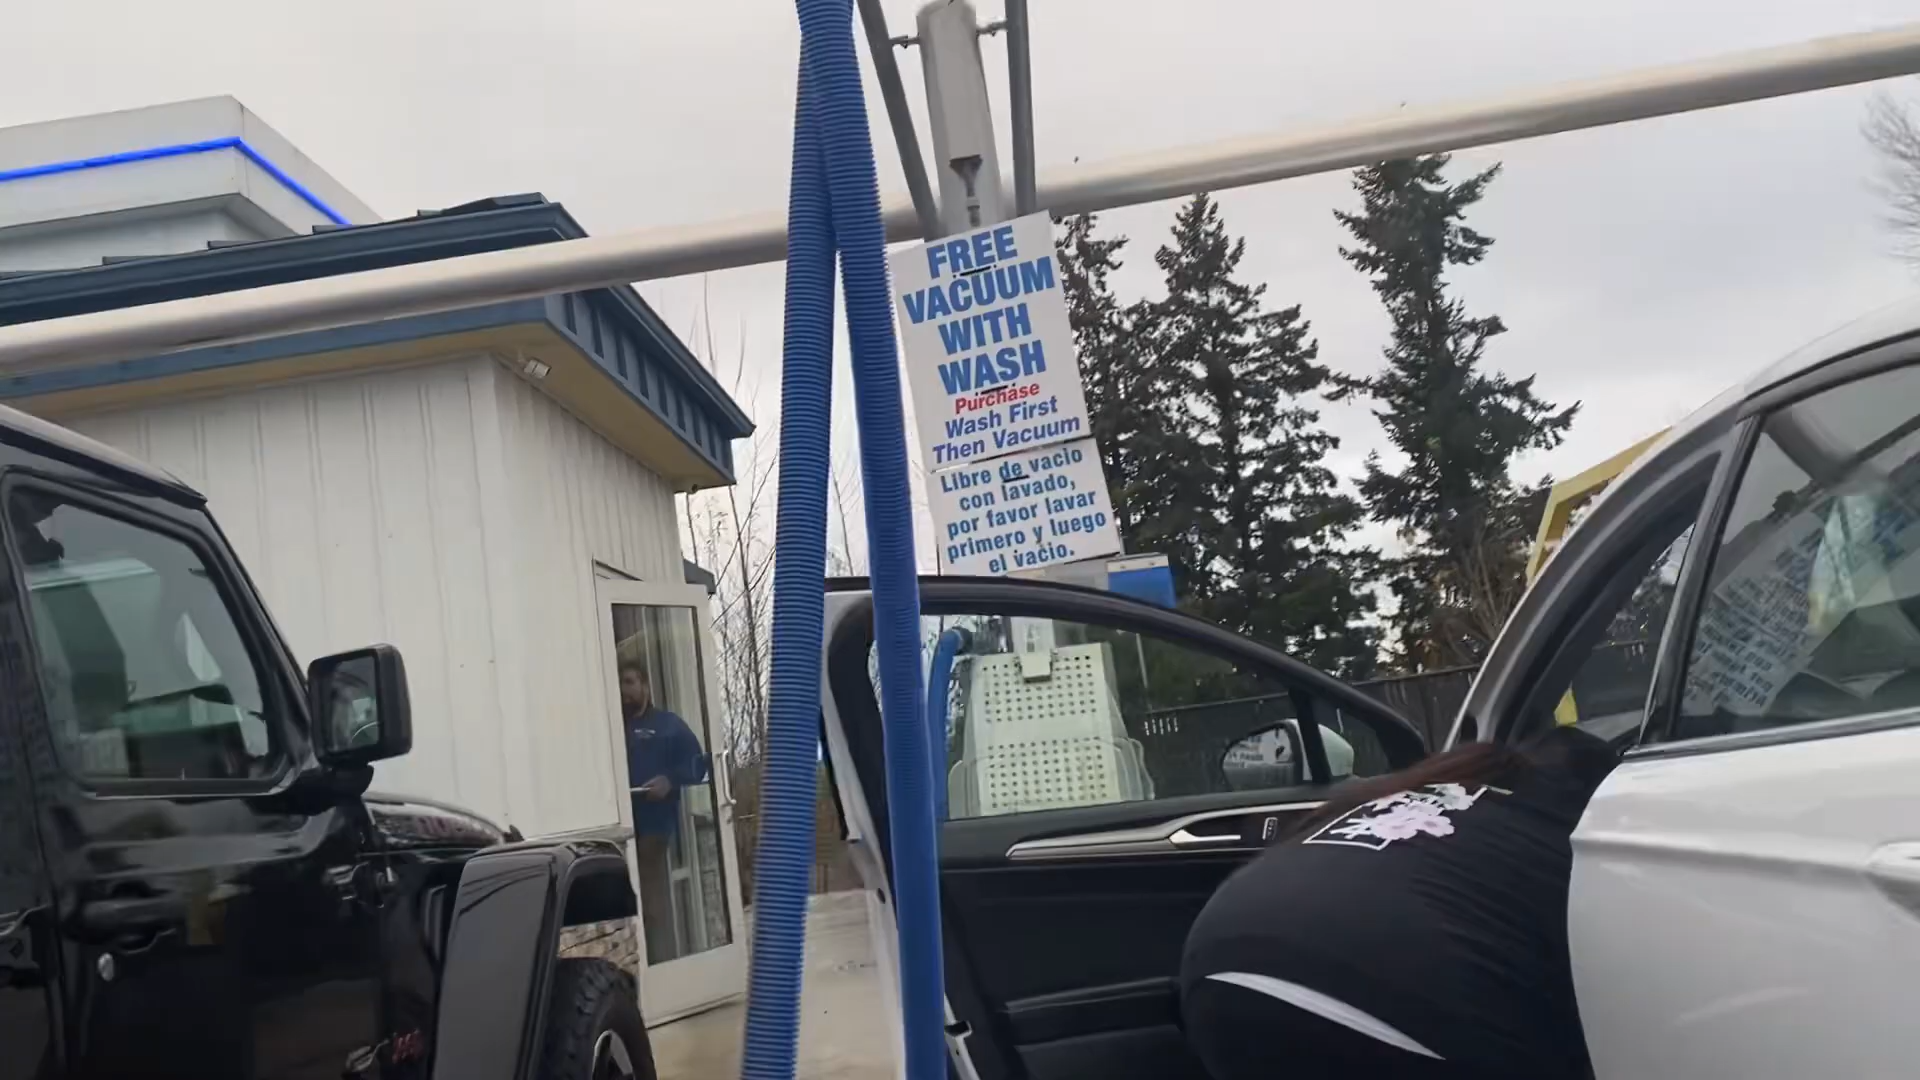 FREE
VACUUM
WITH
WASH
Purchase
Wash First
Then Vacuum
Libre de vacio
con lavado,
por favor lavar
primero y luego
el vacio.